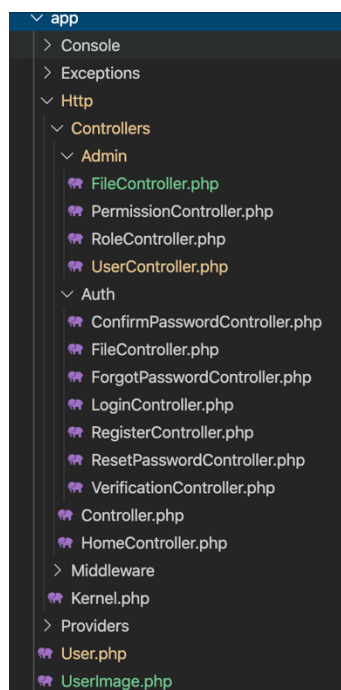 app
Console
Exceptions
Http
Controllers
Admin
FileController.php
PermissionController.php
RoleController.php
UserController.php
Auth
ConfirmPasswordController.php
FileController.php
ForgotPasswordController.php
LoginController.php
RegisterController.php
ResetPasswordController.php
VerificationController.php
Controller.php
HomeController.php
Middleware
Kernel.php
Providers
User.php
UserImage.php